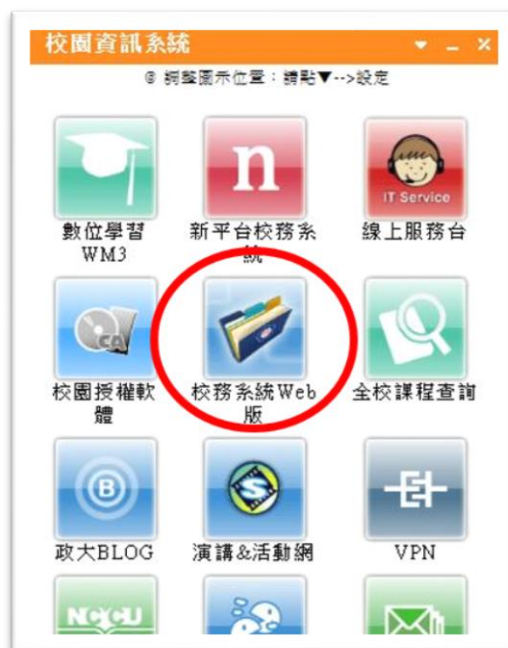 校園資訊系統
◎ 調整圖示位置：請點▼-->設定
n
IT Service
數位學習
WM3
新平台校務系
統
線上服務台
CA
校園授權軟
體
校務系統Web
版
全校課程查詢
B
S
政大BLOG
演講&活動網
VPN
NCCU